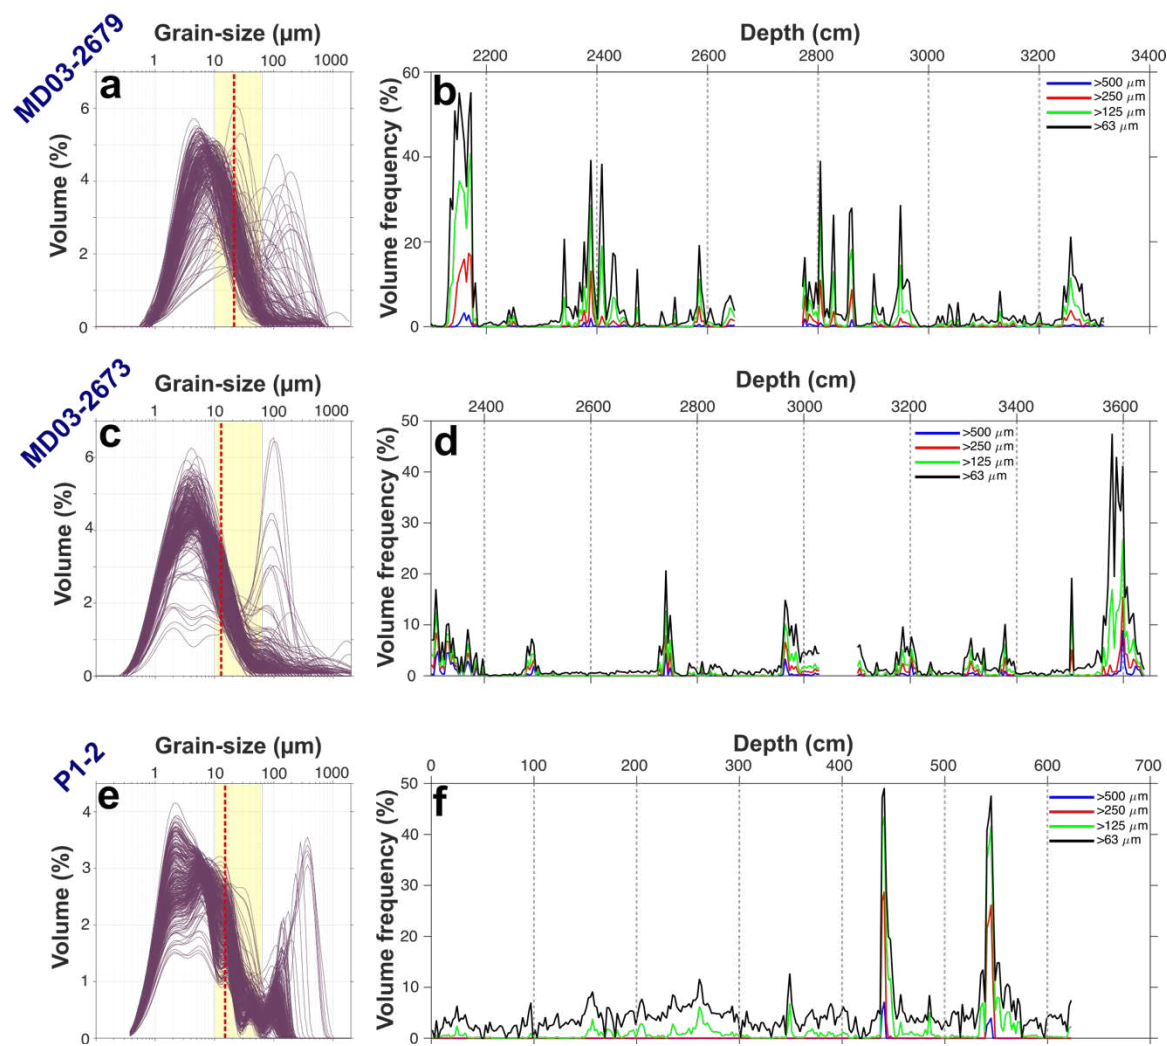 MD03-2679
Grain-size (µm)
1 10 100 1000
a
Volume (%)
6
4
2
0
Depth (cm)
2200 2400 2600 2800 3000 3200 3400
b
Volume frequency (%)
60
40
20
0
>500 µm
>250 µm
>125 µm
>63 µm
MD03-2673
Grain-size (µm)
1 10 100 1000
c
Volume (%)
6
4
2
0
Depth (cm)
2400 2600 2800 3000 3200 3400 3600
d
Volume frequency (%)
50
40
30
20
10
0
>500 µm
>250 µm
>125 µm
>63 µm
P1-2
Grain-size (µm)
1 10 100 1000
e
Volume (%)
4
3
2
1
0
Depth (cm)
0 100 200 300 400 500 600 700
f
Volume frequency (%)
50
40
30
20
10
0
>500 µm
>250 µm
>125 µm
>63 µm